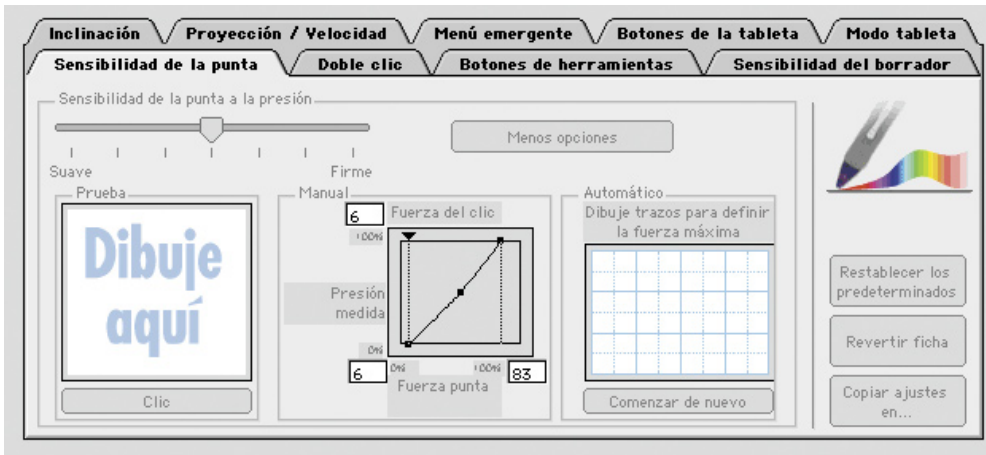 Inclinación
Proyección / Velocidad
Menú emergente
Botones de la tableta
Modo tableta
Sensibilidad de la punta
Doble clic
Botones de herramientas
Sensibilidad del borrador
Sensibilidad de la punta a la presión
Menos opciones
Suave
Firme
Prueba
Dibuje
aquí
Clic
Manual
6
Fuerza del clic
100%
Presión
medida
0%
6
0%
100%
83
Fuerza punta
Automático
Dibuje trazos para definir
la fuerza máxima
Comenzar de nuevo
Restablecer los
predeterminados
Revertir ficha
Copiar ajustes
en...